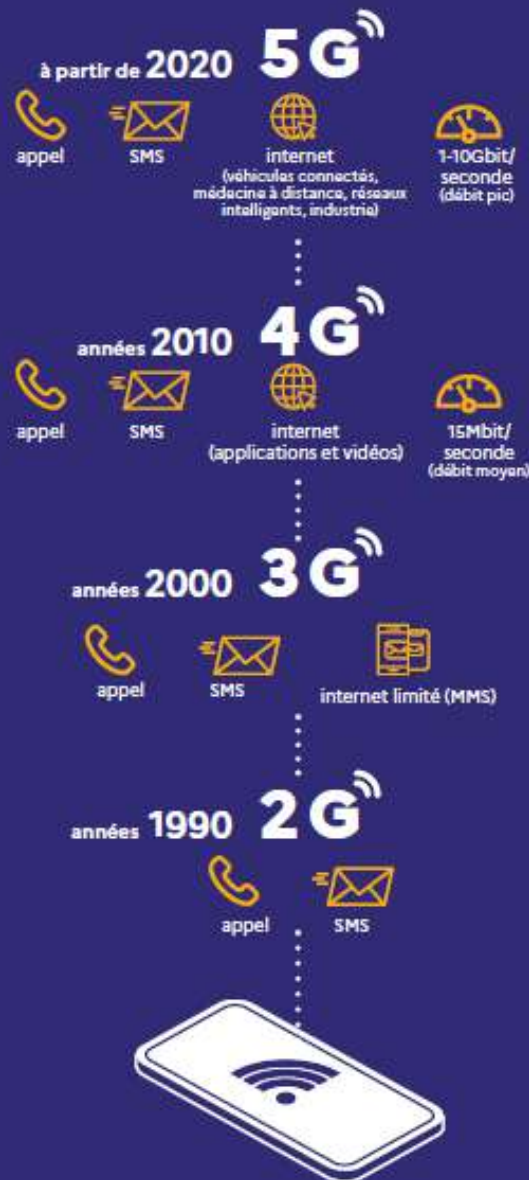 à partir de 2020 5G
appel
SMS
internet
(véhicules connectés,
médecine à distance, réseaux
intelligents, industrie)
1-10Gbit/
seconde
(débit pic)
années 2010 4G
appel
SMS
internet
(applications et vidéos)
15Mbit/
seconde
(débit moyen)
années 2000 3G
appel
SMS
internet limité (MMS)
années 1990 2G
appel
SMS